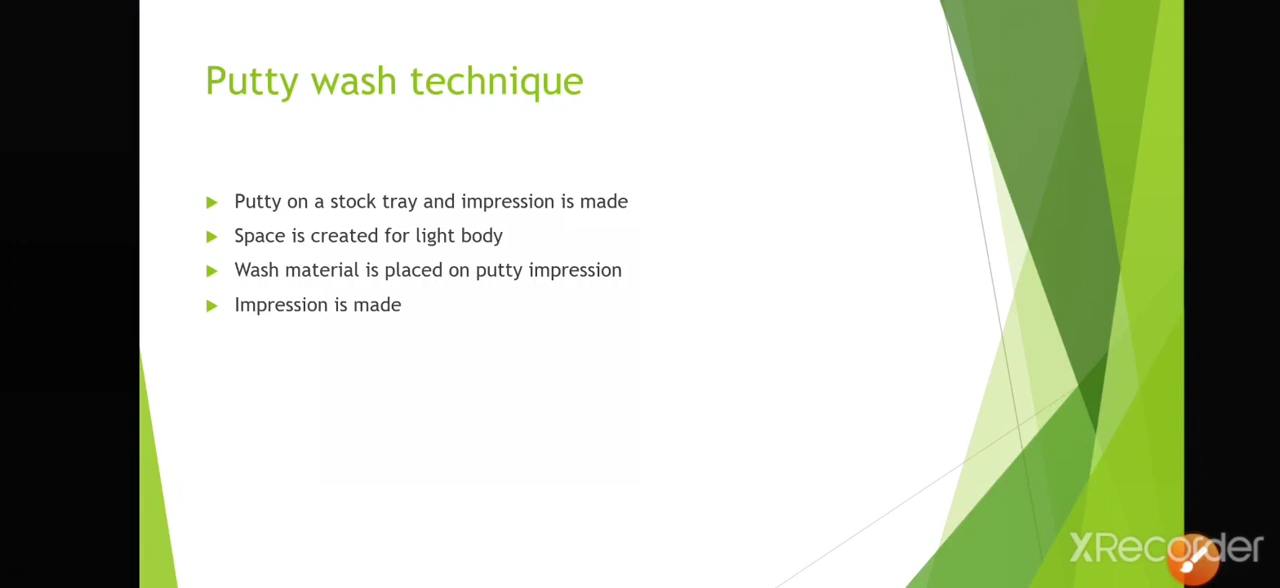 Putty wash technique
Putty on a stock tray and impression is made
Space is created for light body
Wash material is placed on putty impression
Impression is made
XRecorder